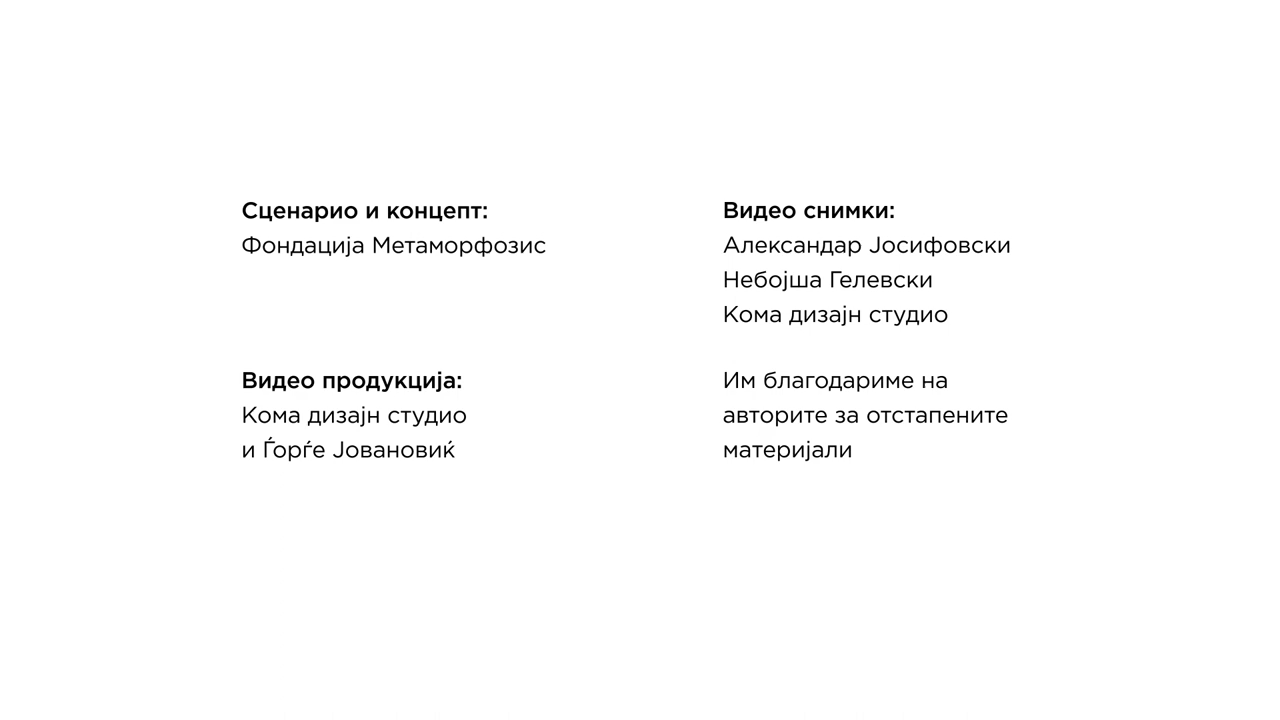 Сценарио и концепт:
Фондација Метаморфозис
Видео снимки:
Александар Јосифовски
Небојша Гелевски
Кома дизајн студио
Видео продукција:
Кома дизајн студио
и Ѓорѓе Јовановиќ
Им благодариме на
авторите за отстапените
материјали